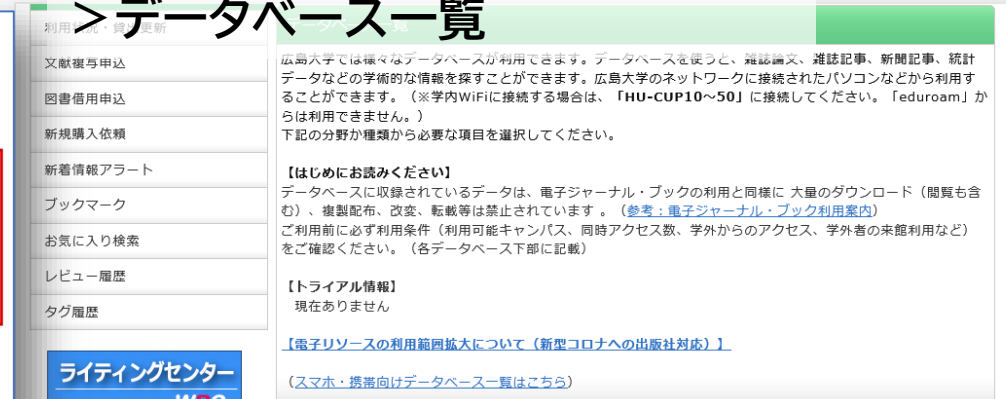 ＞データベース一覧
利用状況・貸出更新
文献複写申込
図書借用申込
新規購入依頼
新着情報アラート
ブックマーク
お気に入り検索
レビュー履歴
タグ履歴
ライティングセンター
広島大学では様々なデータベースが利用できます。データベースを使うと、雑誌論文、雑誌記事、新聞記事、統計
データなどの学術的な情報を探すことができます。広島大学のネットワークに接続されたパソコンなどから利用す
ることができます。（※学内WiFiに接続する場合は、「HU-CUP10～50」に接続してください。「eduroam」か
らは利用できません。）
下記の分野か種類から必要な項目を選択してください。
【はじめにお読みください】
データベースに収録されているデータは、電子ジャーナル・ブックの利用と同様に 大量のダウンロード（閲覧も含
む）、複製配布、改変、転載等は禁止されています 。（参考：電子ジャーナル・ブック利用案内）
ご利用前に必ず利用条件（利用可能キャンパス、同時アクセス数、学外からのアクセス、学外者の来館利用など）
をご確認ください。（各データベース下部に記載）
【トライアル情報】
現在ありません
【電子リソースの利用範囲拡大について（新型コロナへの出版社対応）】
（スマホ・携帯向けデータベース一覧はこちら）